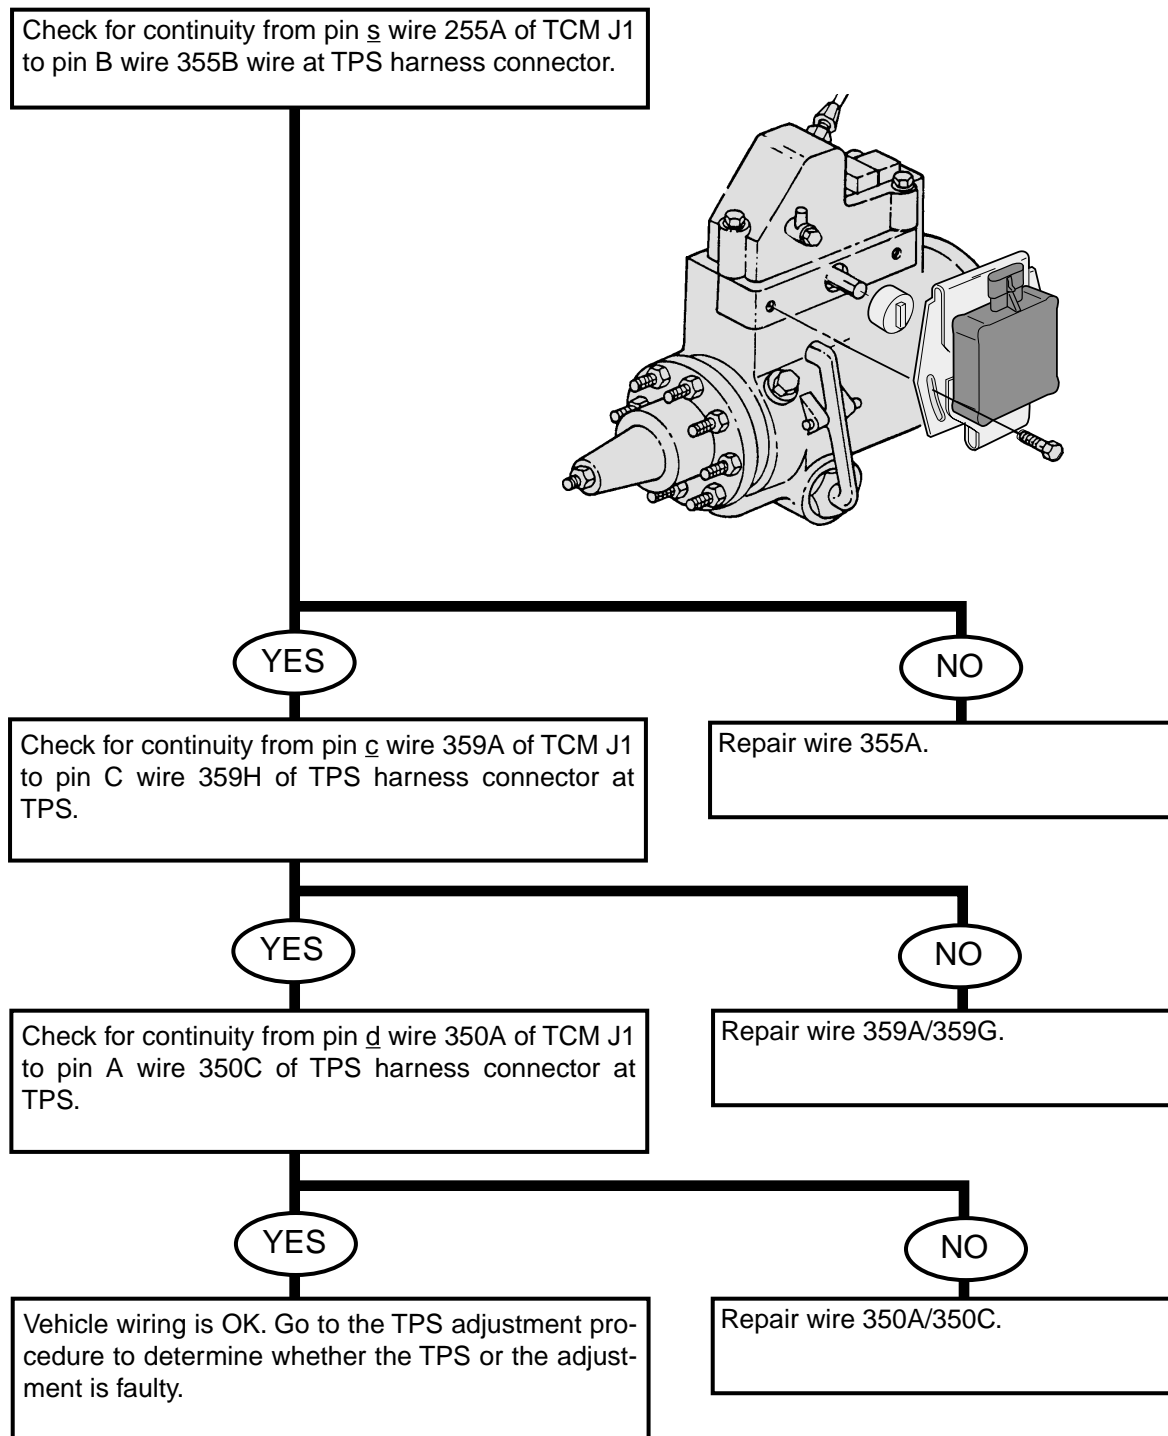 Check for continuity from pin s wire 255A of TCM J1
to pin B wire 355B wire at TPS harness connector.
YES
NO
Check for continuity from pin c wire 359A of TCM J1
to pin C wire 359H of TPS harness connector at
TPS.
Repair wire 355A.
YES
NO
Check for continuity from pin d wire 350A of TCM J1
to pin A wire 350C of TPS harness connector at
TPS.
Repair wire 359A/359G.
YES
NO
Vehicle wiring is OK. Go to the TPS adjustment pro-
cedure to determine whether the TPS or the adjust-
ment is faulty.
Repair wire 350A/350C.